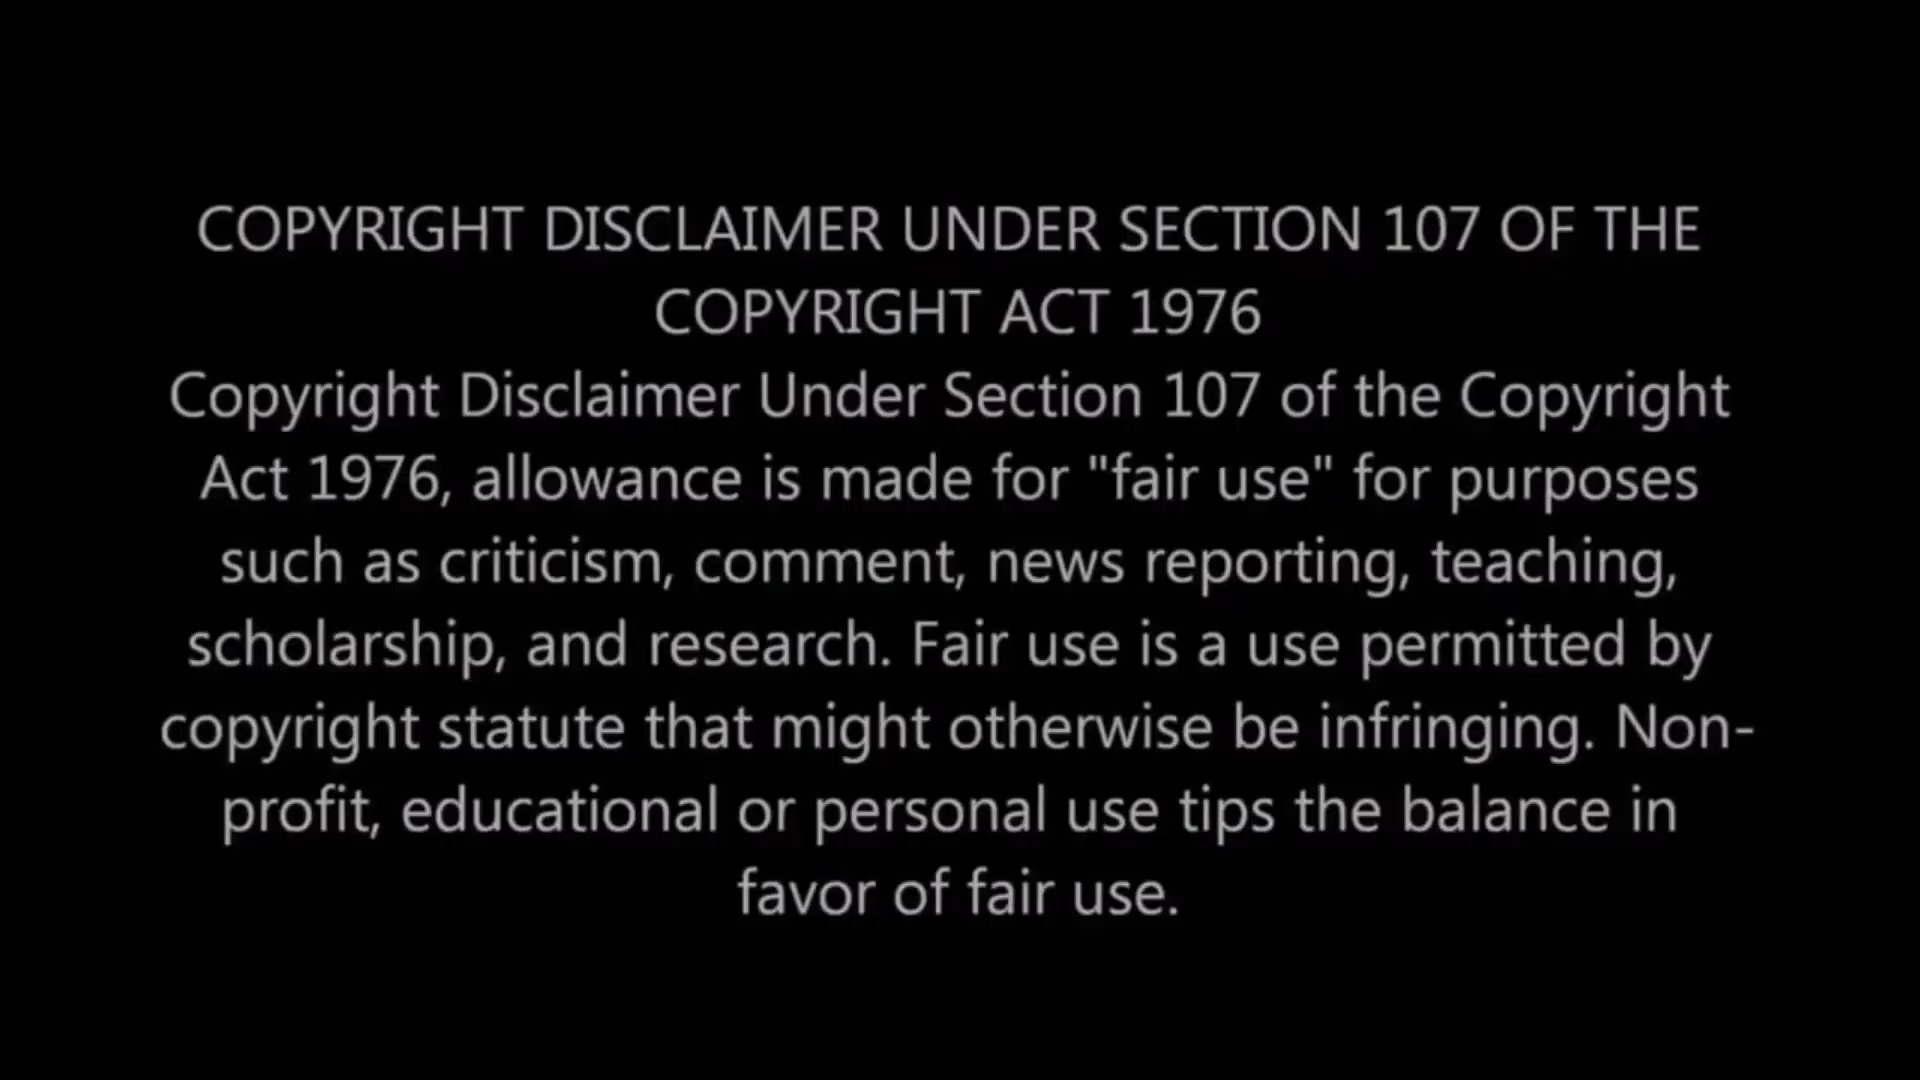 COPYRIGHT DISCLAIMER UNDER SECTION 107 OF THE
COPYRIGHT ACT 1976
Copyright Disclaimer Under Section 107 of the Copyright
Act 1976, allowance is made for "fair use" for purposes
such as criticism, comment, news reporting, teaching,
scholarship, and research. Fair use is a use permitted by
copyright statute that might otherwise be infringing. Non-
profit, educational or personal use tips the balance in
favor of fair use.